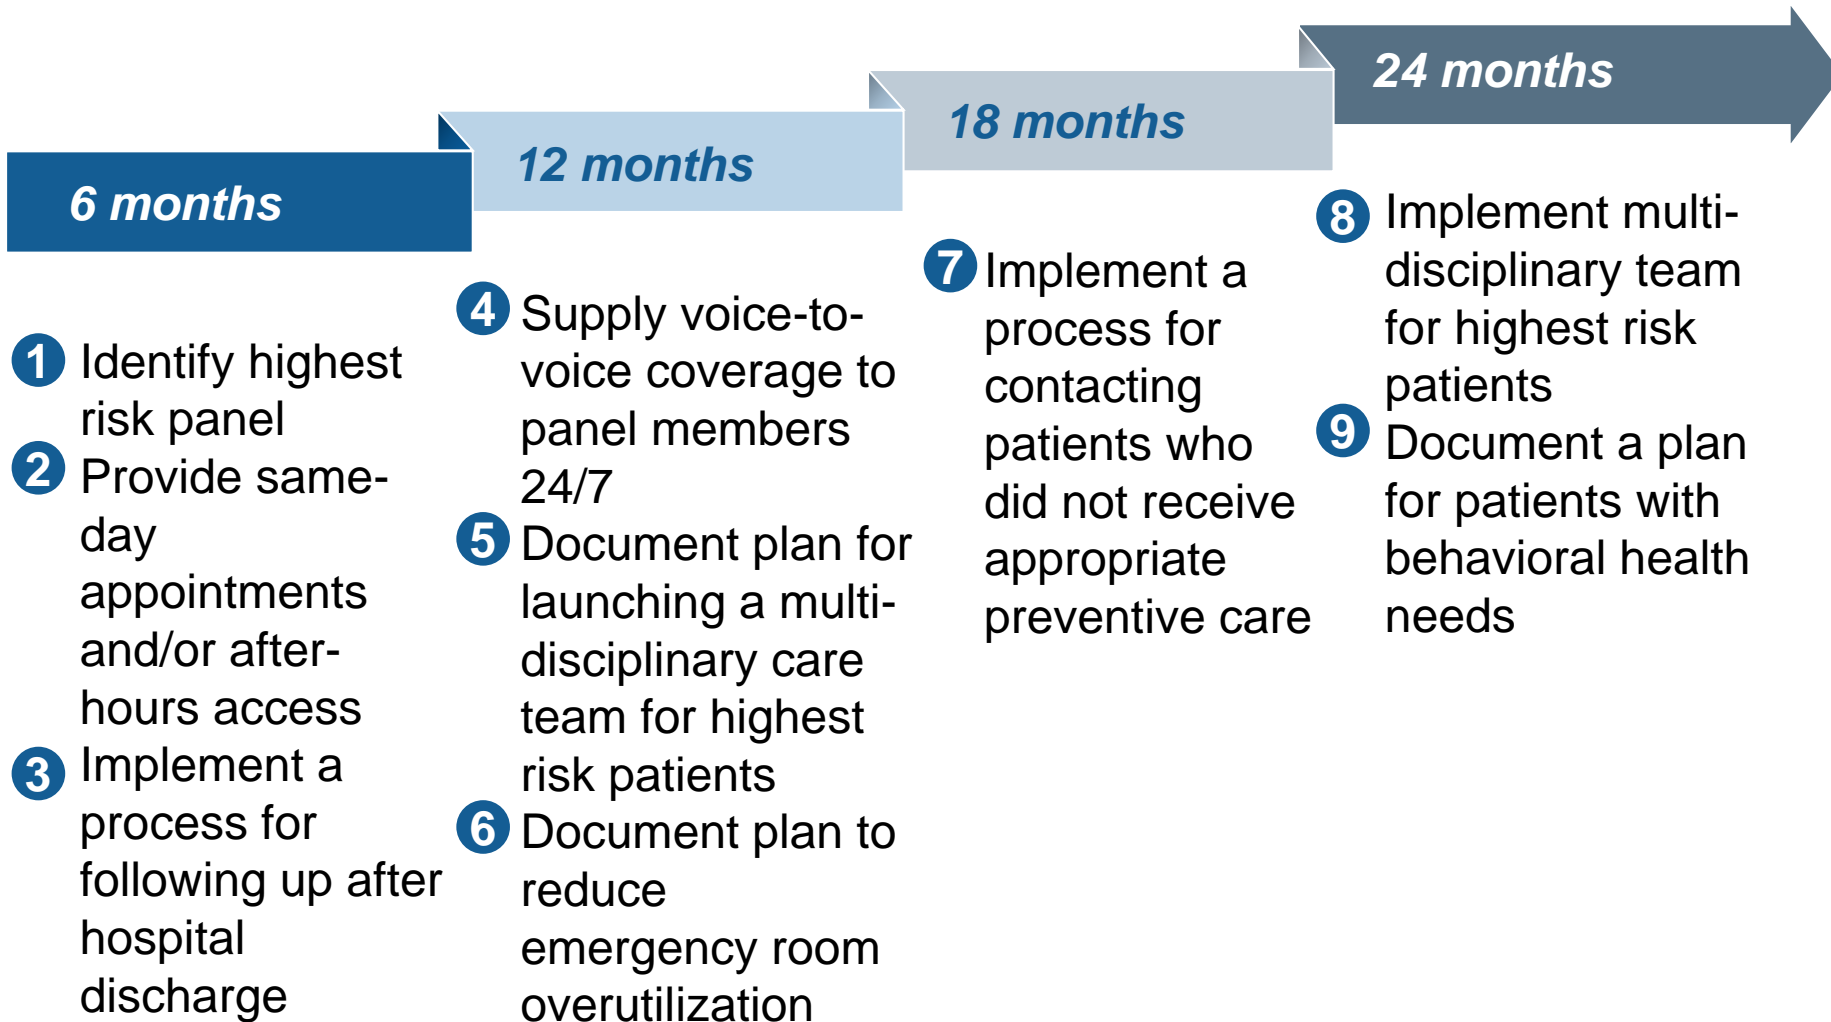 6 months
1 Identify highest
risk panel
2 Provide same-
day
appointments
and/or after-
hours access
3 Implement a
process for
following up after
hospital
discharge
12 months
4 Supply voice-to-
voice coverage to
panel members
24/7
5 Document plan for
launching a multi-
disciplinary care
team for highest
risk patients
6 Document plan to
reduce
emergency room
overutilization
18 months
7 Implement a
process for
contacting
patients who
did not receive
appropriate
preventive care
24 months
8 Implement multi-
disciplinary team
for highest risk
patients
9 Document a plan
for patients with
behavioral health
needs